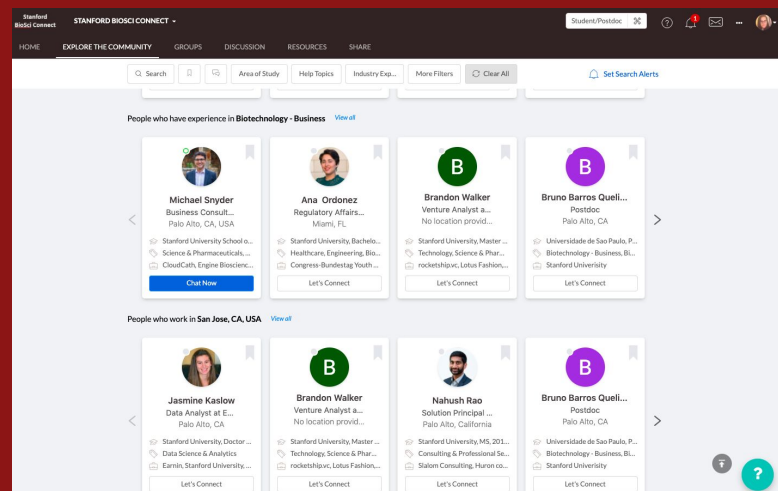 Stanford
BioSci Connect
STANFORD BIOSCI CONNECT
Student/Postdoc
1
HOME EXPLORE THE COMMUNITY GROUPS DISCUSSION RESOURCES SHARE
Search Area of Study Help Topics Industry Exp... More Filters Clear All Set Search Alerts
People who have experience in Biotechnology - Business View all
Michael Snyder
Business Consult...
Palo Alto, CA, USA
Stanford University School o...
Science & Pharmaceuticals, ...
CloudCath, Engine Bioscienc...
Chat Now
Ana Ordonez
Regulatory Affairs...
Miami, FL
Stanford University, Bachelo...
Healthcare, Engineering, Bio...
Congress-Bundestag Youth ...
Let's Connect
B
Brandon Walker
Venture Analyst a...
No location provid...
Stanford University, Master ...
Technology, Science & Phar...
rocketship.vc, Lotus Fashion,...
Let's Connect
B
Bruno Barros Queli...
Postdoc
Palo Alto, CA
Universidade de Sao Paulo, P...
Biotechnology - Business, Bi...
Stanford Univerisity
Let's Connect
People who work in San Jose, CA, USA View all
Jasmine Kaslow
Data Analyst at E...
Palo Alto, CA
Stanford University, Doctor ...
Data Science & Analytics
Earnin, Stanford University, ...
Let's Connect
B
Brandon Walker
Venture Analyst a...
No location provid...
Stanford University, Master ...
Technology, Science & Phar...
rocketship.vc, Lotus Fashion,...
Let's Connect
Nahush Rao
Solution Principal ...
Palo Alto, California
Stanford University, MS, 201...
Consulting & Professional Se...
Slalom Consulting, Huron co...
Let's Connect
B
Bruno Barros Queli...
Postdoc
Palo Alto, CA
Universidade de Sao Paulo, P...
Biotechnology - Business, Bi...
Stanford Univerisity
Let's Connect
?